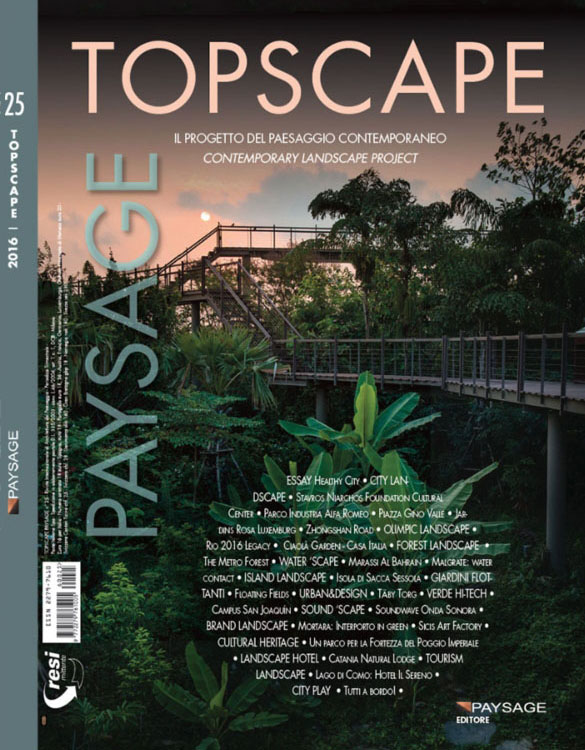 TOPSCAPE
IL PROGETTO DEL PAESAGGIO CONTEMPORANEO
CONTEMPORARY LANDSCAPE PROJECT
PAYSAGE
25
TOPSCAPE
2016 |
PAYSAGE
ESSAY HEALTHY CITY • CITY LAN-
DSCAPE • STAVROS NIARCHOS FOUNDATION CULTURAL
CENTER • PARCO INDUSTRIA ALFA ROMEO • PIAZZA GINO VALLE • JAR-
DINS ROSA LUXEMBURG • ZHONGSHAN ROAD • OLIMPIC LANDSCAPE •
RIO 2016 LEGACY • CIAOLÀ GARDEN - CASA ITALIA • FOREST LANDSCAPE •
THE METRO FOREST • WATER 'SCAPE • MARASSI AL BAHRAIN • MALGRATE: WATER
CONTACT • ISLAND LANDSCAPE • ISOLA DI SACCA SESSOLA • GIARDINI FLOT-
TANTI • FLOATING FIELDS • URBAN&DESIGN • TÄBY TORG • VERDE HI-TECH •
CAMPUS SAN JOAQUÍN • SOUND 'SCAPE • SOUNDWAVE ONDA SONORA •
BRAND LANDSCAPE • MORTARA: INTERPORTO IN GREEN • SICIS ART FACTORY •
CULTURAL HERITAGE • UN PARCO PER LA FORTEZZA DEL POGGIO IMPERIALE
• LANDSCAPE HOTEL • CATANIA NATURAL LODGE • TOURISM
LANDSCAPE • LAGO DI COMO: HOTEL IL SERENO •
CITY PLAY • TUTTI A BORDO! •
ISSN 2279-7610
resi
PAYSAGE
EDITORE